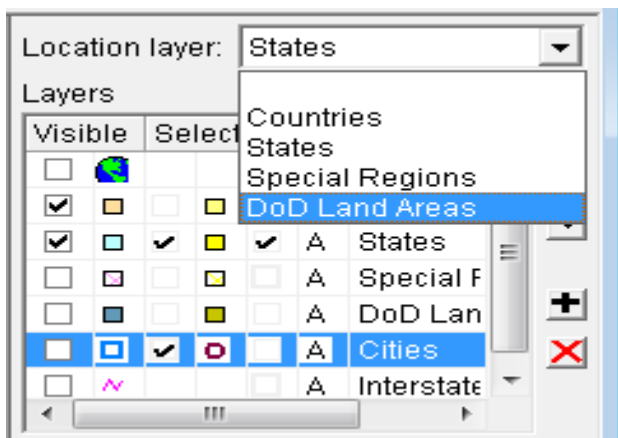 Location layer: States
Layers
Countries
States
Special Regions
DoD Land Areas
Visible Select
A States
A Special F
A DoD Lan
A Cities
A Interstate